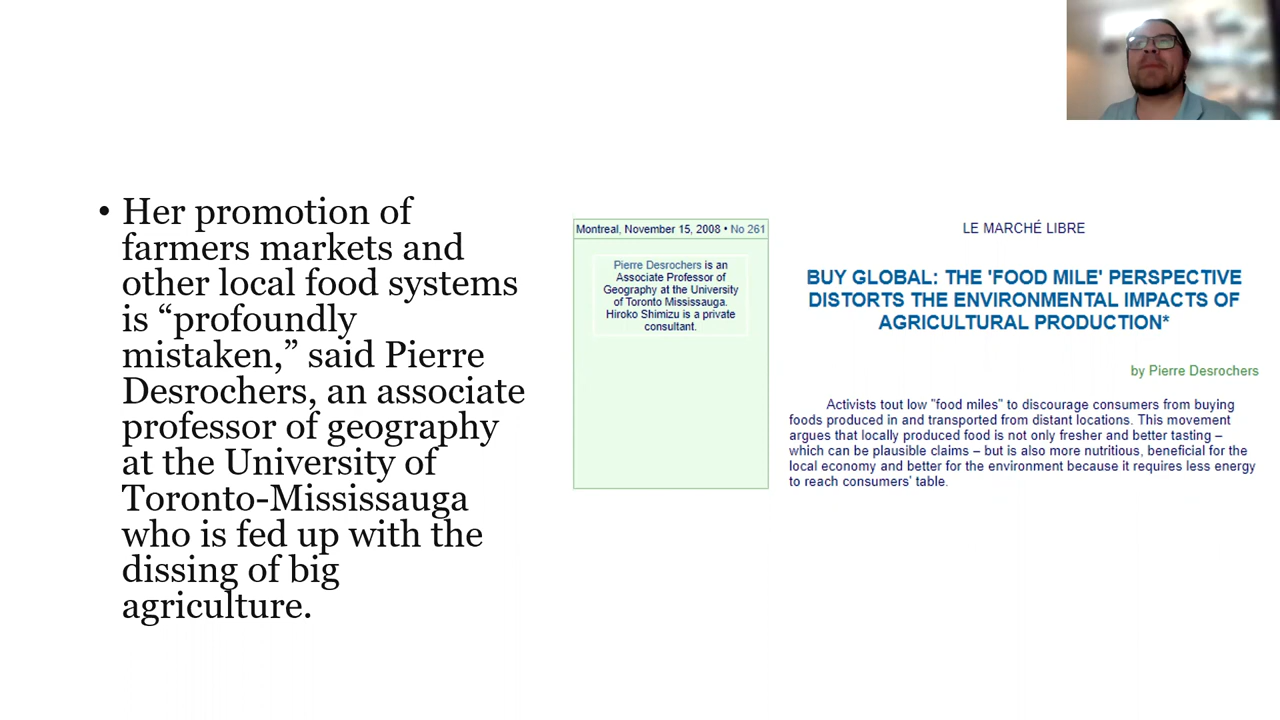 • Her promotion of
farmers markets and
other local food systems
is “profoundly
mistaken,” said Pierre
Desrochers, an associate
professor of geography
at the University of
Toronto-Mississauga
who is fed up with the
dissing of big
agriculture.
Montreal, November 15, 2008 • No 261
Pierre Desrochers is an
Associate Professor of
Geography at the University
of Toronto Mississauga.
Hiroko Shimizu is a private
consultant.
LE MARCHÉ LIBRE
BUY GLOBAL: THE 'FOOD MILE' PERSPECTIVE
DISTORTS THE ENVIRONMENTAL IMPACTS OF
AGRICULTURAL PRODUCTION*
by Pierre Desrochers
Activists tout low "food miles" to discourage consumers from buying
foods produced in and transported from distant locations. This movement
argues that locally produced food is not only fresher and better tasting –
which can be plausible claims – but is also more nutritious, beneficial for the
local economy and better for the environment because it requires less energy
to reach consumers' table.